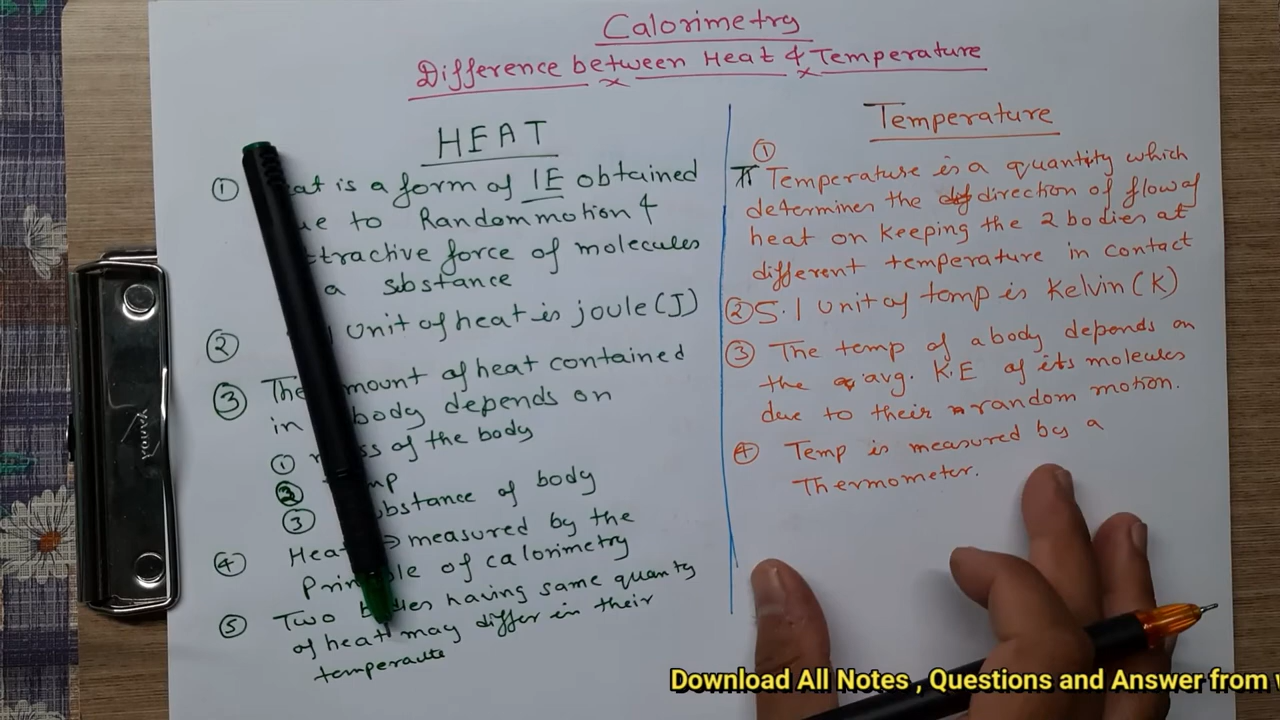 Calorimetry
Difference between Heat & Temperature
HEAT
① at is a form of IE obtained
ue to Random motion &
tractive force of molecules
a substance
② Unit of heat is joule (J)
③ The mount of heat contained
in body depends on
① ss of the body
② mp
③ ubstance of body
④ Heat measured by the
Principle of calorimetry
⑤ Two bodies having same quanty
of heat may differ in their
temperaute
Temperature
①
Temperature is a quantity which
determines the direction of flow of
heat on keeping the 2 bodies at
different temperature in contact
② S.I Unit of temp is Kelvin (K)
③ The temp of a body depends on
the avg. K.E of its molecules
due to their random motion.
④ Temp is measured by a
Thermometer.
Download All Notes , Questions and Answer from